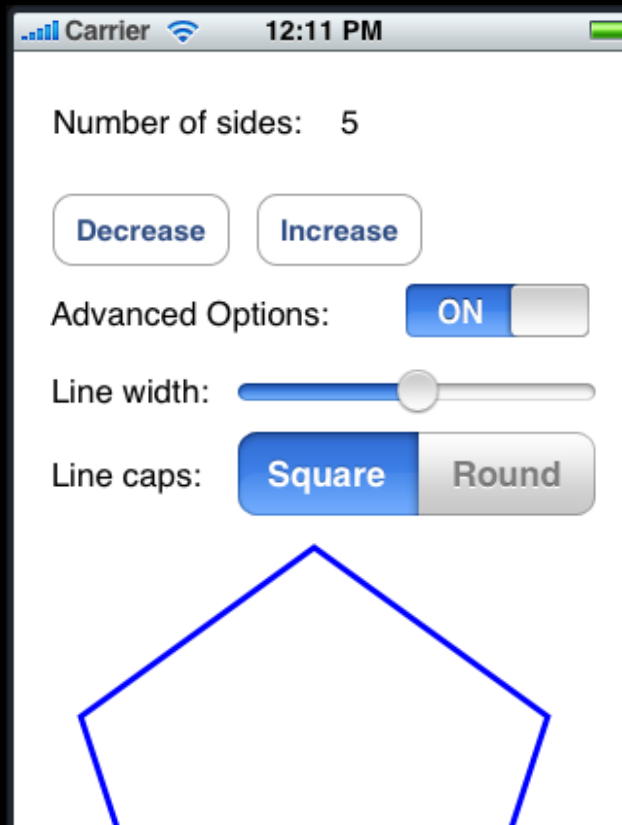 Carrier 12:11 PM
Number of sides: 5
Decrease Increase
Advanced Options: ON
Line width:
Line caps: Square Round